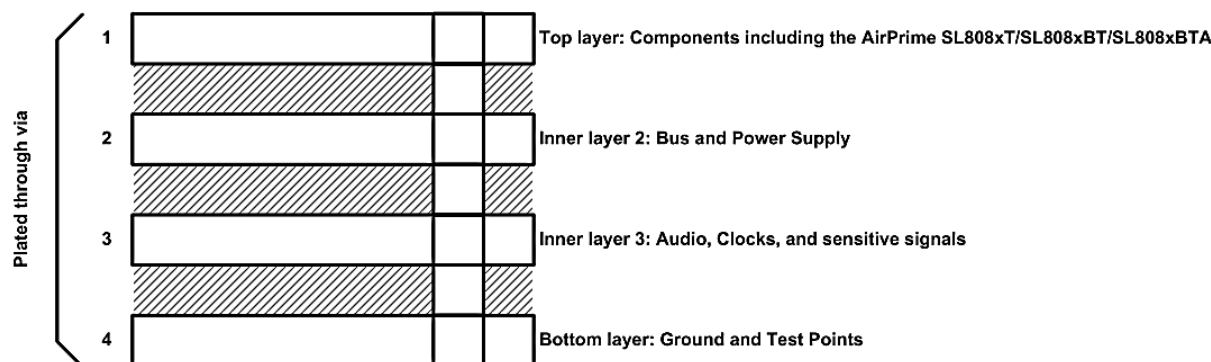 Plated through via
1 Top layer: Components including the AirPrime SL808xT/SL808xBT/SL808xBTA
2 Inner layer 2: Bus and Power Supply
3 Inner layer 3: Audio, Clocks, and sensitive signals
4 Bottom layer: Ground and Test Points